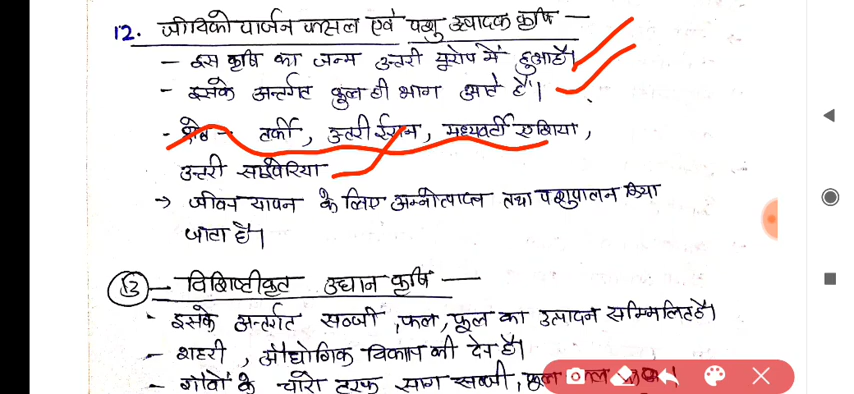 12. जीविको पार्जन फसल एवं पशु उत्पादक कृषि —
- इस कृषि का जन्म उत्तरी यूरोप में हुआ है।
- इसके अन्तर्गत कुल ही भाग आते हैं।
- क्षेत्र - तर्की, उत्तरी ईरान, मध्यवर्ती एशिया,
उत्तरी साइबेरिया
→ जीवन यापन के लिए अन्नोत्पादन तथा पशुपालन किया
जाता है।
13 — विशिष्टीकृत उद्यान कृषि —
- इसके अन्तर्गत सब्जी, फल, फूल का उत्पादन सम्मिलित है।
- शहरी, औद्योगिक विकास की देन है।
- गाँवों के चारो तरफ साग सब्जी,